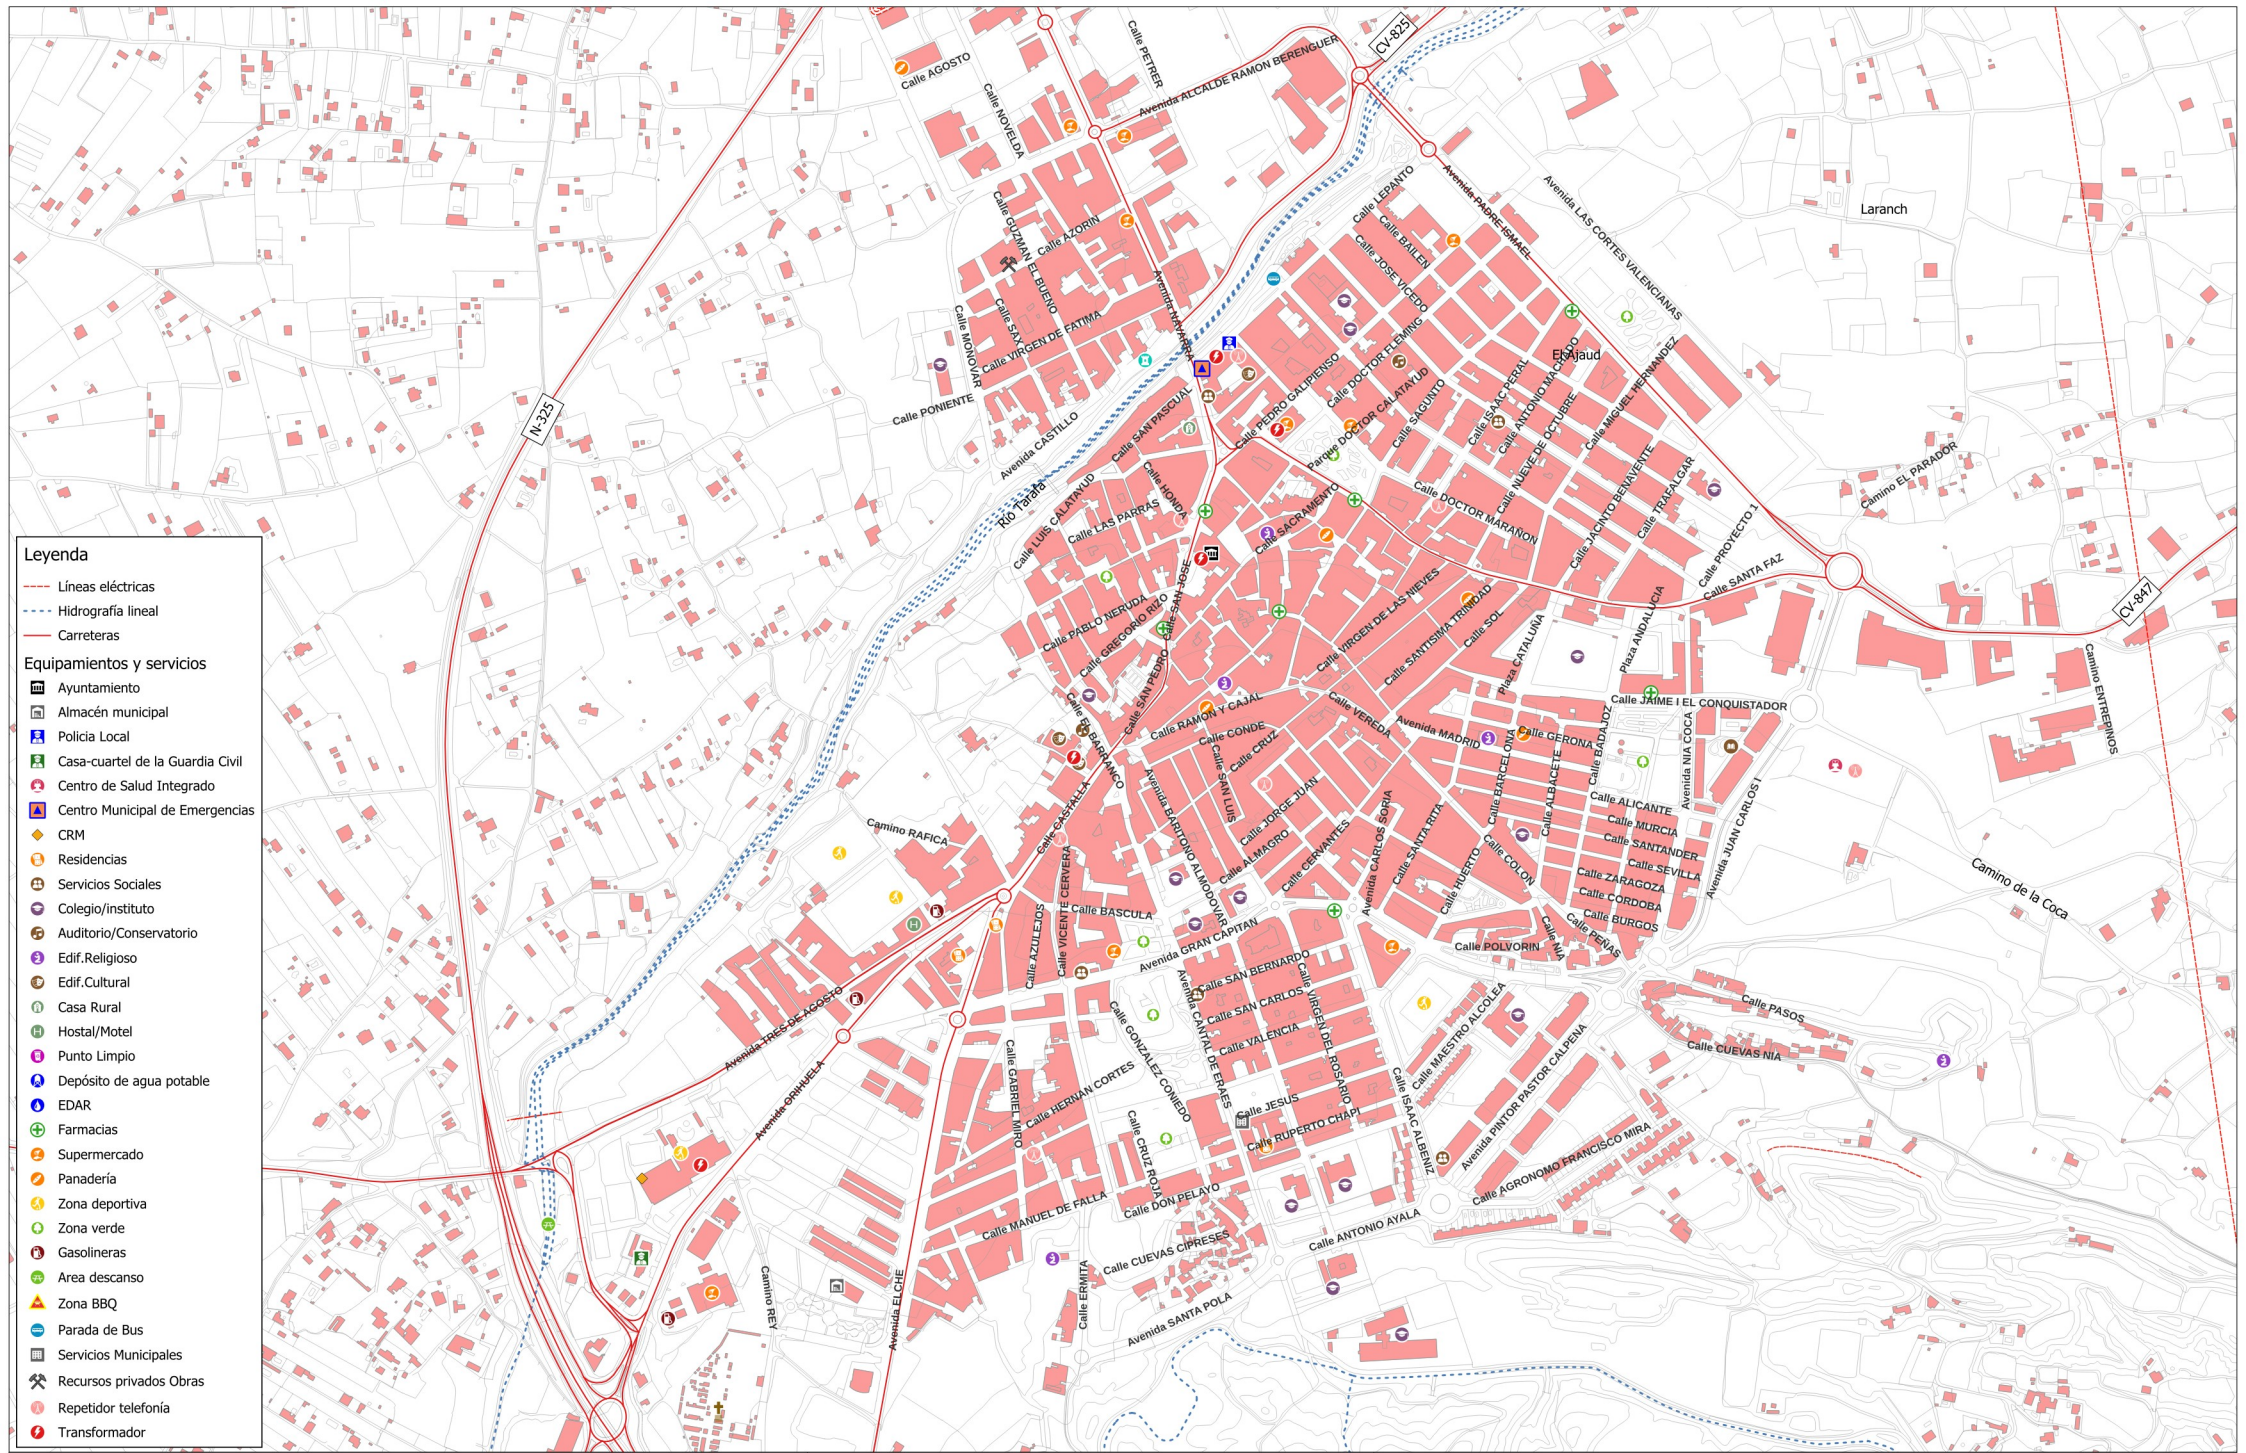 CV-825
Calle PETRER
Avenida ALCALDE RAMON BERENGUER
Calle AGOSTO
Calle NOVELDA
Calle LEPANTO
Avenida PADRE ISMAEL
Avenida LAS CORTES VALENCIANAS
Laranch
Calle GUZMAN EL BUENO
Calle AZORIN
Calle BAILEN
Calle JOSE VICEDO
Avenida NAVARRA
Calle SAX
Calle MONOVAR
Calle VIRGEN DE FATIMA
Calle DOCTOR FLEMING
El Ajaud
Calle PEDRO GALIPIENSO
Calle ISAAC PERAL
Calle ANTONIO MACHADO
Calle MIGUEL HERNANDEZ
N-325
Calle PONIENTE
Avenida CASTILLO
Calle SAN PASCUAL
Parque DOCTOR CALATAYUD
Calle SAGUNTO
Calle NUEVE DE OCTUBRE
Camino EL PARADOR
Río Tarafa
Calle LUIS CALATAYUD
Calle LAS PARRAS
Calle HONDA
Calle SACRAMENTO
Calle DOCTOR MARAÑON
Calle JACINTO BENAVENTE
Calle TRAFALGAR
Calle PROYECTO 1
Calle SANTA FAZ
CV-847
Calle SAN JOSE
Calle PABLO NERUDA
Calle GREGORIO RIZO
Calle VIRGEN DE LAS NIEVES
Calle SANTISIMA TRINIDAD
Calle SOL
Plaza CATALUÑA
Plaza ANDALUCIA
Camino ENTREPINOS
Calle SAN PEDRO
Calle EL BARRANCO
Calle RAMON Y CAJAL
Calle CONDE
Calle CRUZ
Calle VEREDA
Avenida MADRID
Calle GERONA
Calle JAIME I EL CONQUISTADOR
Calle BADAJOZ
Avenida NIA COCA
Calle BARCELONA
Calle ALBACETE
Calle SAN LUIS
Calle CASTALLA
Avenida BARITONO ALMODOVAR
Calle JORGE JUAN
Calle ALMAGRO
Calle CERVANTES
Avenida CARLOS SORIA
Calle SANTA RITA
Calle HUERTO
Calle COLON
Calle ALICANTE
Calle MURCIA
Calle SANTANDER
Calle SEVILLA
Calle ZARAGOZA
Calle CORDOBA
Calle BURGOS
Avenida JUAN CARLOS I
Camino de la Coca
Camino RAFICA
Calle VICENTE CERVERA
Calle AZULEJOS
Calle BASCULA
Avenida GRAN CAPITAN
Calle POLVORIN
Calle NIA
Calle PEÑAS
Calle SAN BERNARDO
Calle SAN CARLOS
Calle VALENCIA
Calle VIRGEN DEL ROSARIO
Avenida CANTAL DE ERAES
Calle GONZALEZ CONIEDO
Calle MAESTRO ALCOLEA
Calle PASOS
Calle CUEVAS NIA
Avenida TRES DE AGOSTO
Avenida ORIHUELA
Calle GABRIEL MIRO
Calle HERNAN CORTES
Calle CRUZ ROJA
Calle JESUS
Calle RUPERTO CHAPI
Calle ISAAC ALBENIZ
Avenida PINTOR PASTOR CALPENA
Calle AGRONOMO FRANCISCO MIRA
Calle MANUEL DE FALLA
Calle DON PELAYO
Calle CUEVAS CIPRESES
Calle ANTONIO AYALA
Calle ERMITA
Avenida SANTA POLA
Avenida ELCHE
Camino REY
Leyenda
Líneas eléctricas
Hidrografía lineal
Carreteras
Equipamientos y servicios
Ayuntamiento
Almacén municipal
Policia Local
Casa-cuartel de la Guardia Civil
Centro de Salud Integrado
Centro Municipal de Emergencias
CRM
Residencias
Servicios Sociales
Colegio/instituto
Auditorio/Conservatorio
Edif.Religioso
Edif.Cultural
Casa Rural
Hostal/Motel
Punto Limpio
Depósito de agua potable
EDAR
Farmacias
Supermercado
Panadería
Zona deportiva
Zona verde
Gasolineras
Area descanso
Zona BBQ
Parada de Bus
Servicios Municipales
Recursos privados Obras
Repetidor telefonía
Transformador